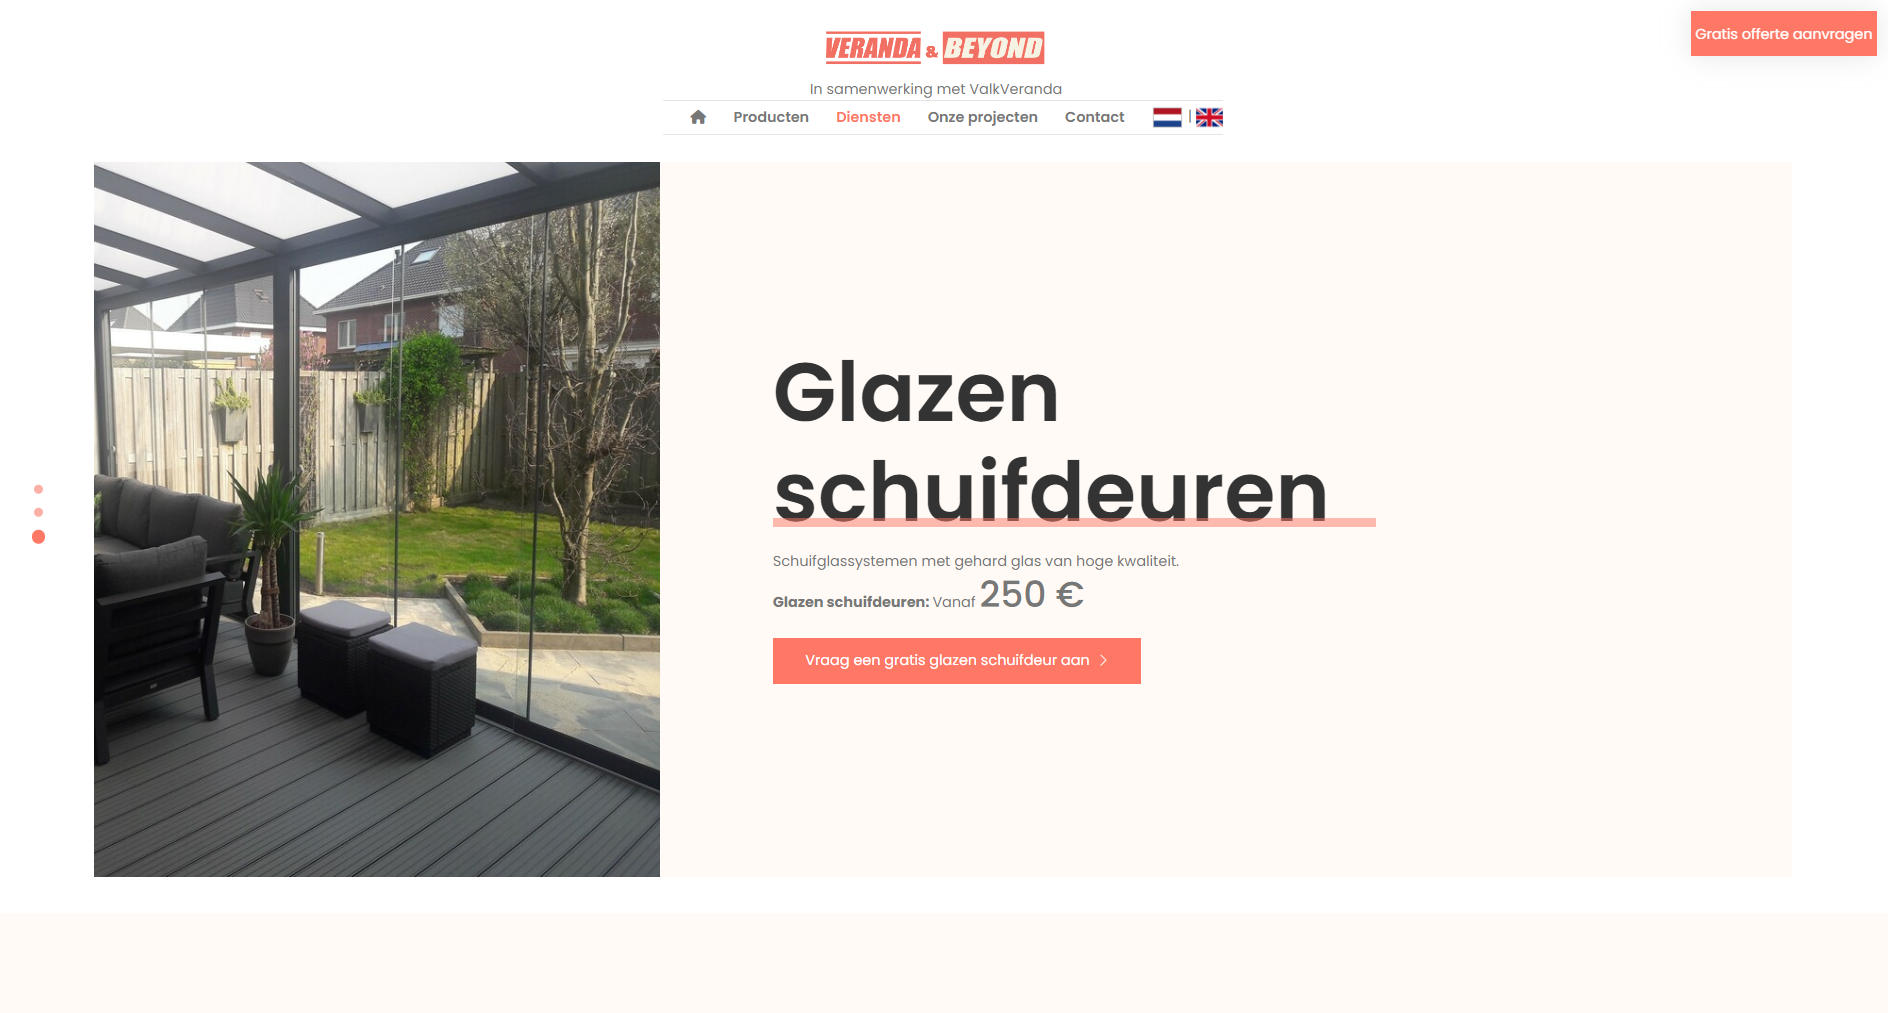 VERANDA & BEYOND
Gratis offerte aanvragen
In samenwerking met ValkVeranda
Producten Diensten Onze projecten Contact |
Glazen
schuifdeuren
Schuifglassystemen met gehard glas van hoge kwaliteit.
Glazen schuifdeuren: Vanaf 250 €
Vraag een gratis glazen schuifdeur aan